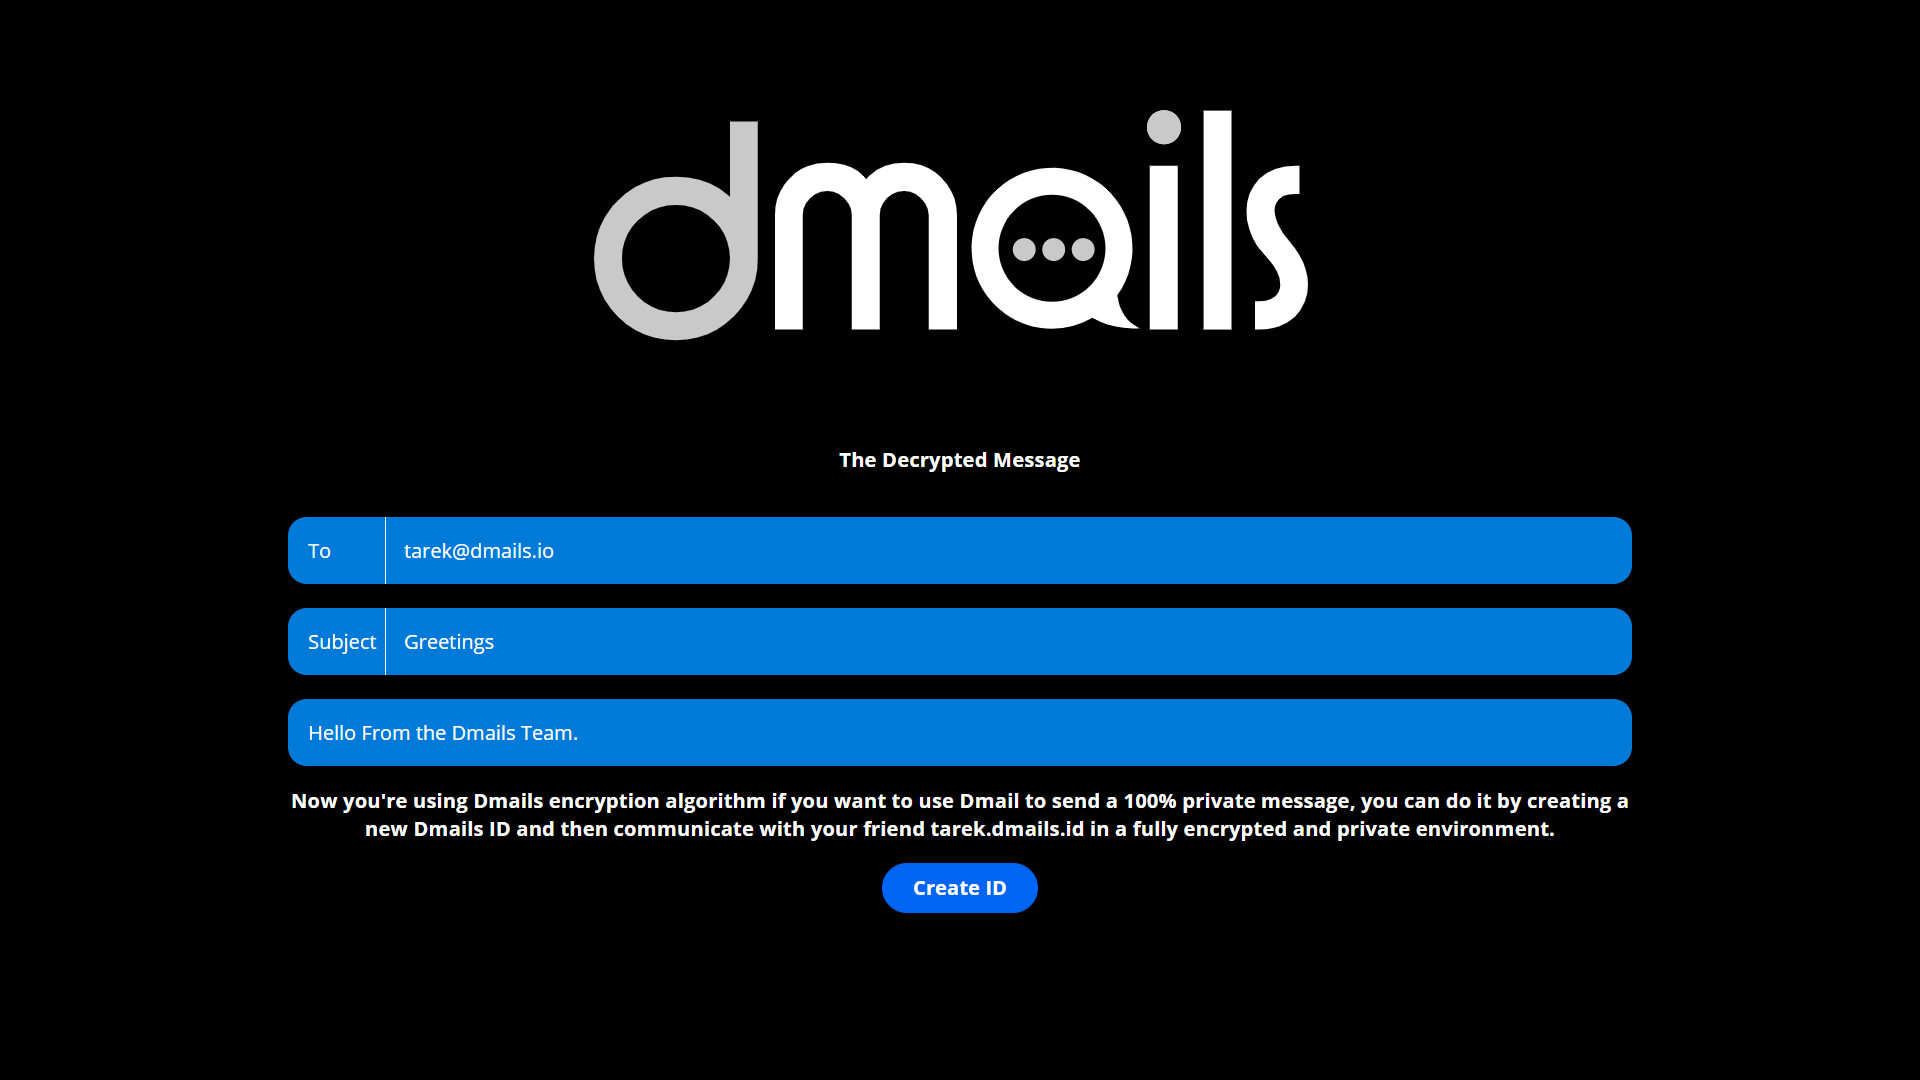 dmails
The Decrypted Message
To tarek@dmails.io
Subject Greetings
Hello From the Dmails Team.
Now you're using Dmails encryption algorithm if you want to use Dmail to send a 100% private message, you can do it by creating a
new Dmails ID and then communicate with your friend tarek.dmails.id in a fully encrypted and private environment.
Create ID